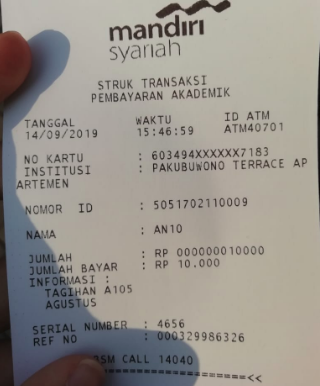 mandiri
syariah
STRUK TRANSAKSI
PEMBAYARAN AKADEMIK
TANGGAL WAKTU ID ATM
14/09/2019 15:46:59 ATM40701
NO KARTU : 603494XXXXXX7183
INSTITUSI : PAKUBUWONO TERRACE AP
ARTEMEN
NOMOR ID : 5051702110009
NAMA : AN10
JUMLAH : RP 000000010000
JUMLAH BAYAR : RP 10.000
INFORMASI :
TAGIHAN A105
AGUSTUS
SERIAL NUMBER : 4656
REF NO : 000329986326
BSM CALL 14040
==================<<